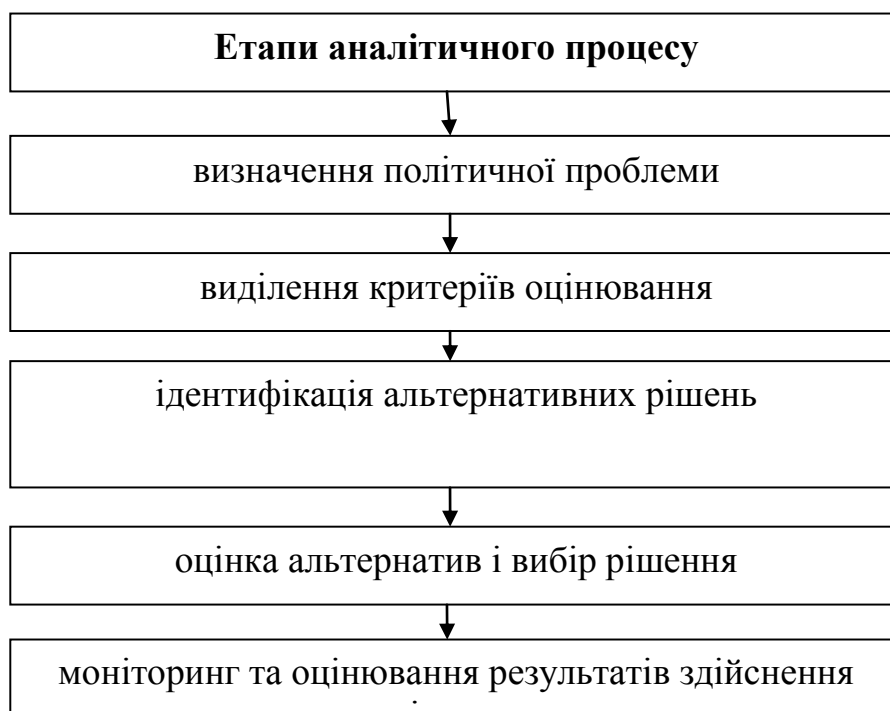 Етапи аналітичного процесу
визначення політичної проблеми
виділення критеріїв оцінювання
ідентифікація альтернативних рішень
оцінка альтернатив і вибір рішення
моніторинг та оцінювання результатів здійснення